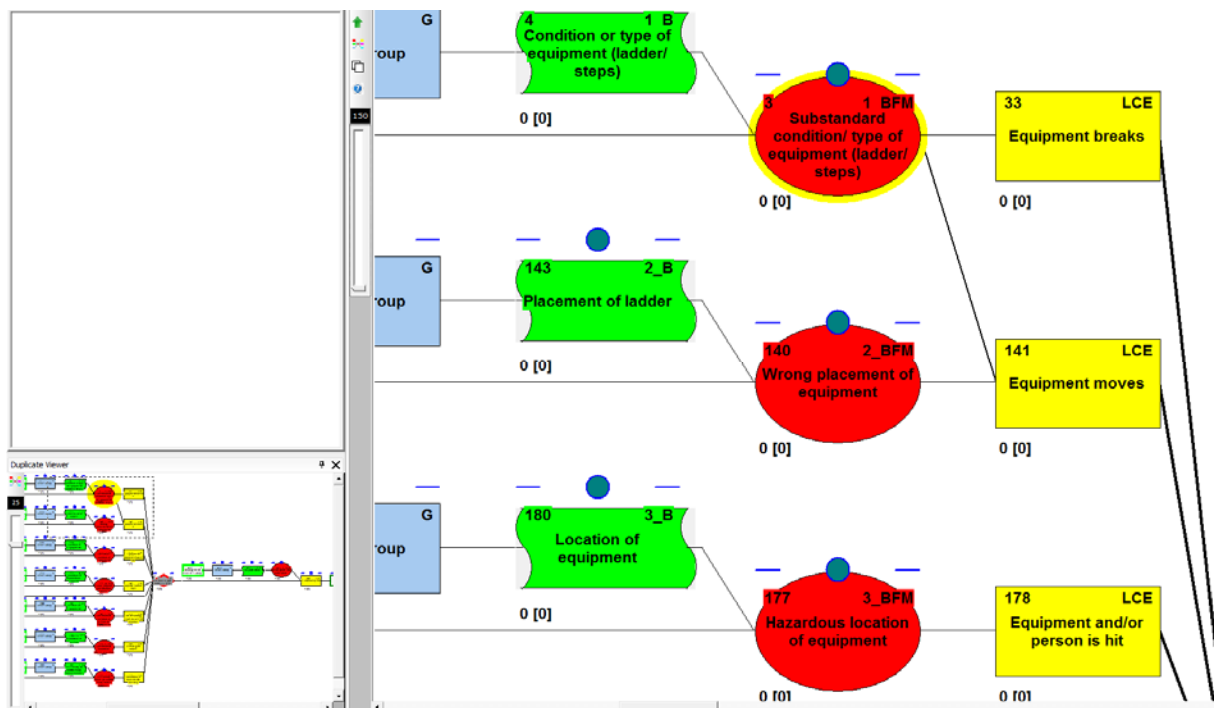 G
4 1_B
Condition or type of
equipment (ladder/
steps)
roup
0 [0]
150
3 1_BFM
Substandard
condition/ type of
equipment (ladder/
steps)
0 [0]
33 LCE
Equipment breaks
0 [0]
G
143 2_B
Placement of ladder
roup
0 [0]
140 2_BFM
Wrong placement of
equipment
0 [0]
141 LCE
Equipment moves
0 [0]
Duplicate Viewer
25
G
180 3_B
Location of
equipment
roup
0 [0]
177 3_BFM
Hazardous location
of equipment
0 [0]
178 LCE
Equipment and/or
person is hit
0 [0]